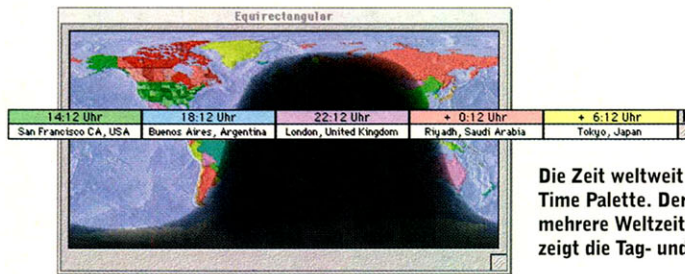 Equirectangular
14:12 Uhr 18:12 Uhr 22:12 Uhr + 0:12 Uhr + 6:12 Uhr
San Francisco CA, USA Buenos Aires, Argentina London, United Kingdom Riyadh, Saudi Arabia Tokyo, Japan
Die Zeit weltweit
Time Palette. Der
mehrere Weltzeit
zeigt die Tag- und